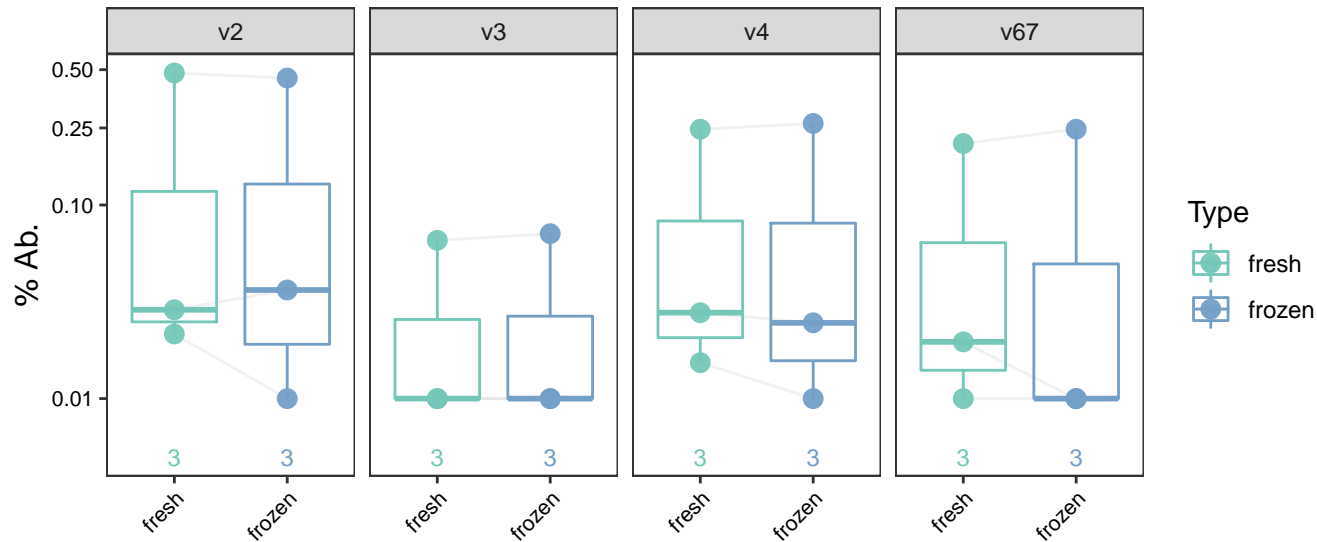 v2 v3 v4 v67
0.50
0.25
0.10
0.01
% Ab.
3 3 3 3 3 3 3 3
fresh frozen fresh frozen fresh frozen fresh frozen
Type
fresh
frozen